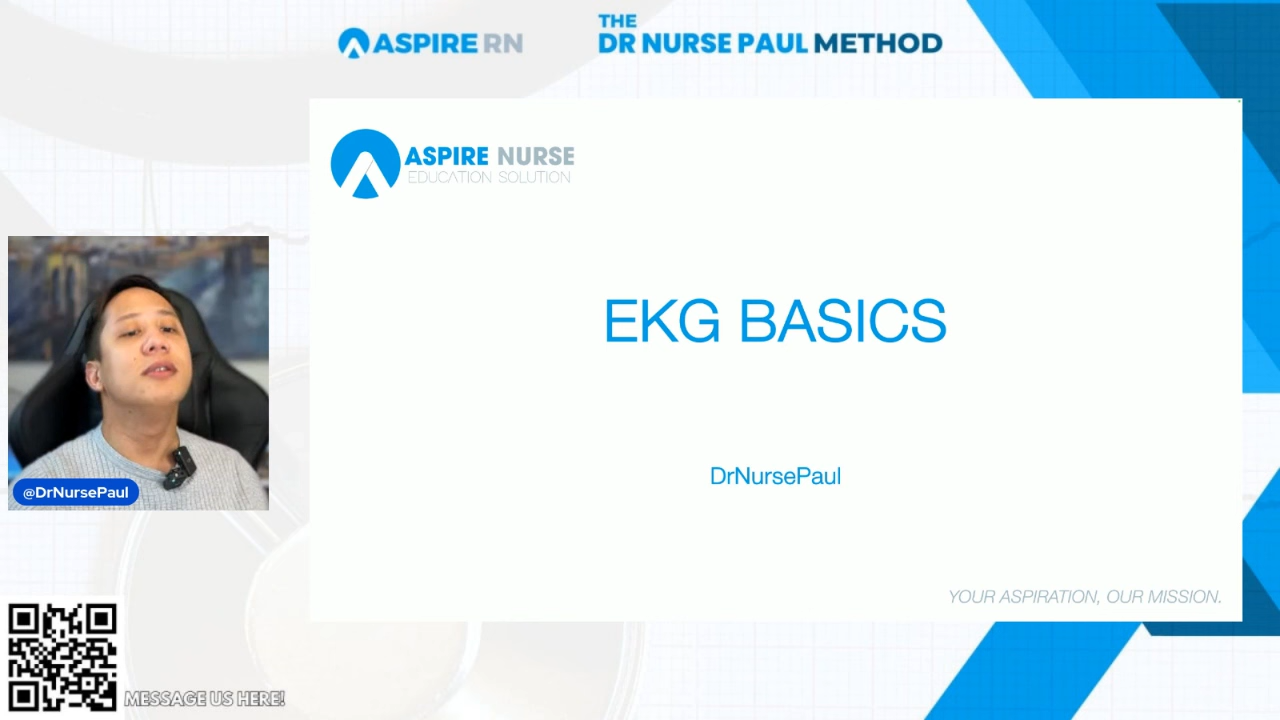 ASPIRE RN
THE
DR NURSE PAUL METHOD
ASPIRE NURSE
EDUCATION SOLUTION
EKG BASICS
DrNursePaul
YOUR ASPIRATION, OUR MISSION.
@DrNursePaul
MESSAGE US HERE!